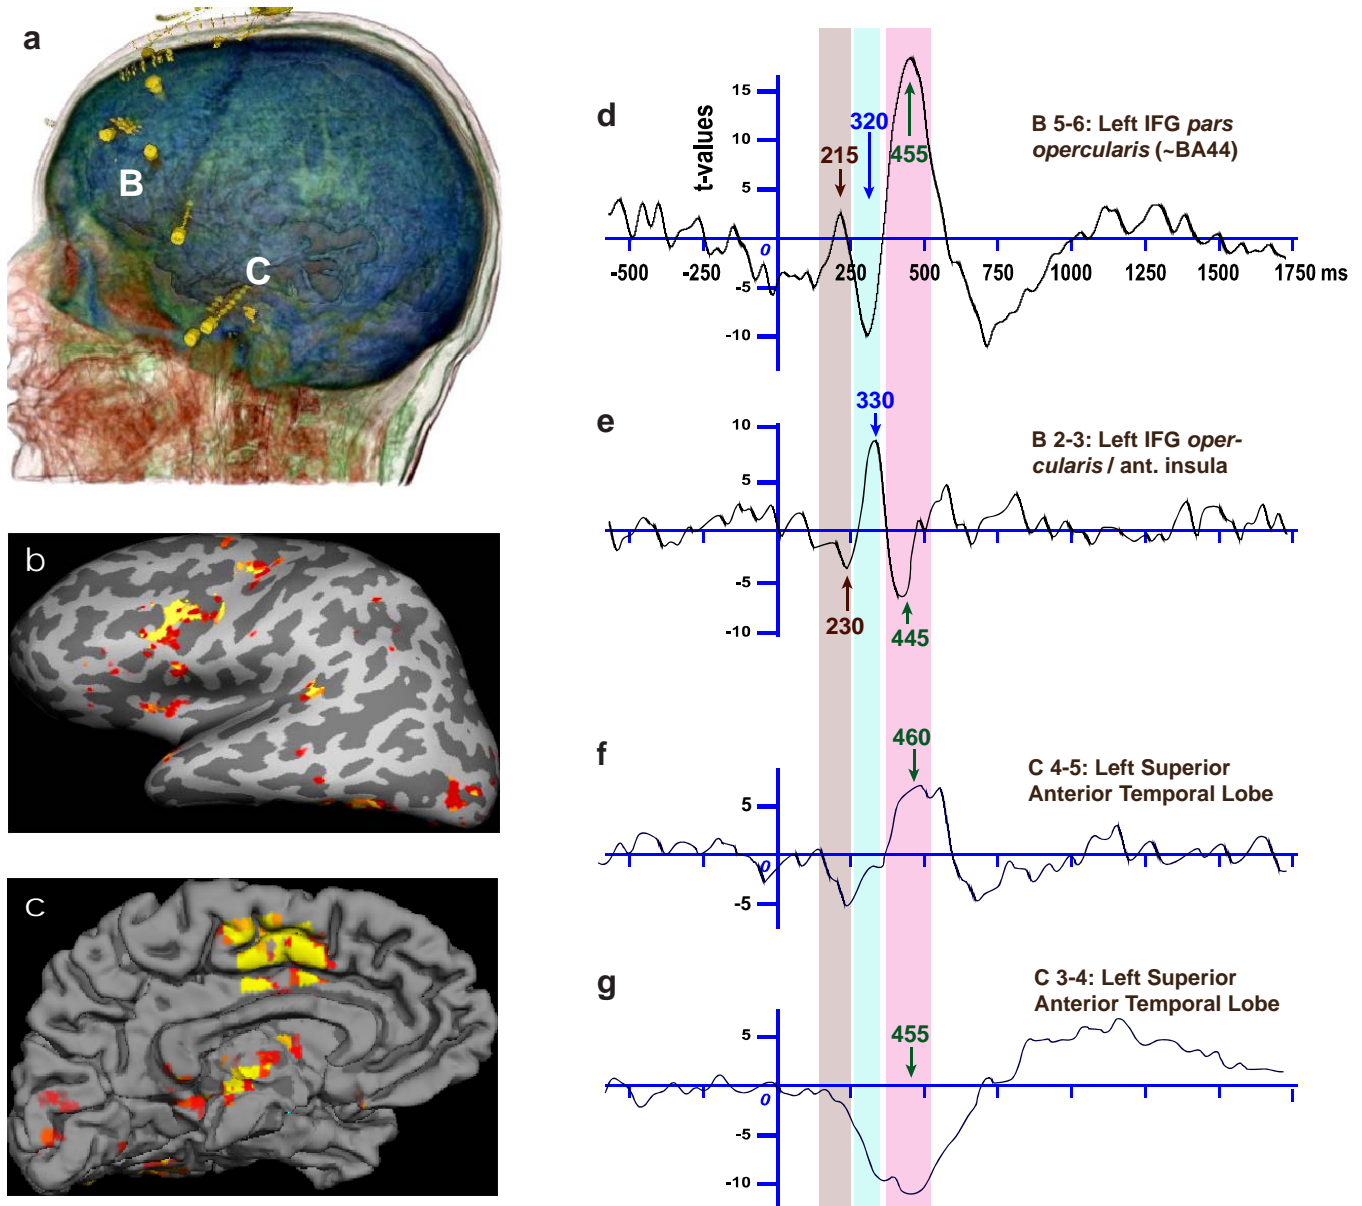 a
B
C
b
c
d
t-values
15
10
5
0
-5
-10
-500
-250
250
500
750
1000
1250
1500
1750 ms
215
320
455
B 5-6: Left IFG pars
opercularis (~BA44)
e
10
5
0
-5
-10
330
230
445
B 2-3: Left IFG oper-
cularis / ant. insula
f
5
0
-5
460
C 4-5: Left Superior
Anterior Temporal Lobe
g
5
0
-5
-10
455
C 3-4: Left Superior
Anterior Temporal Lobe